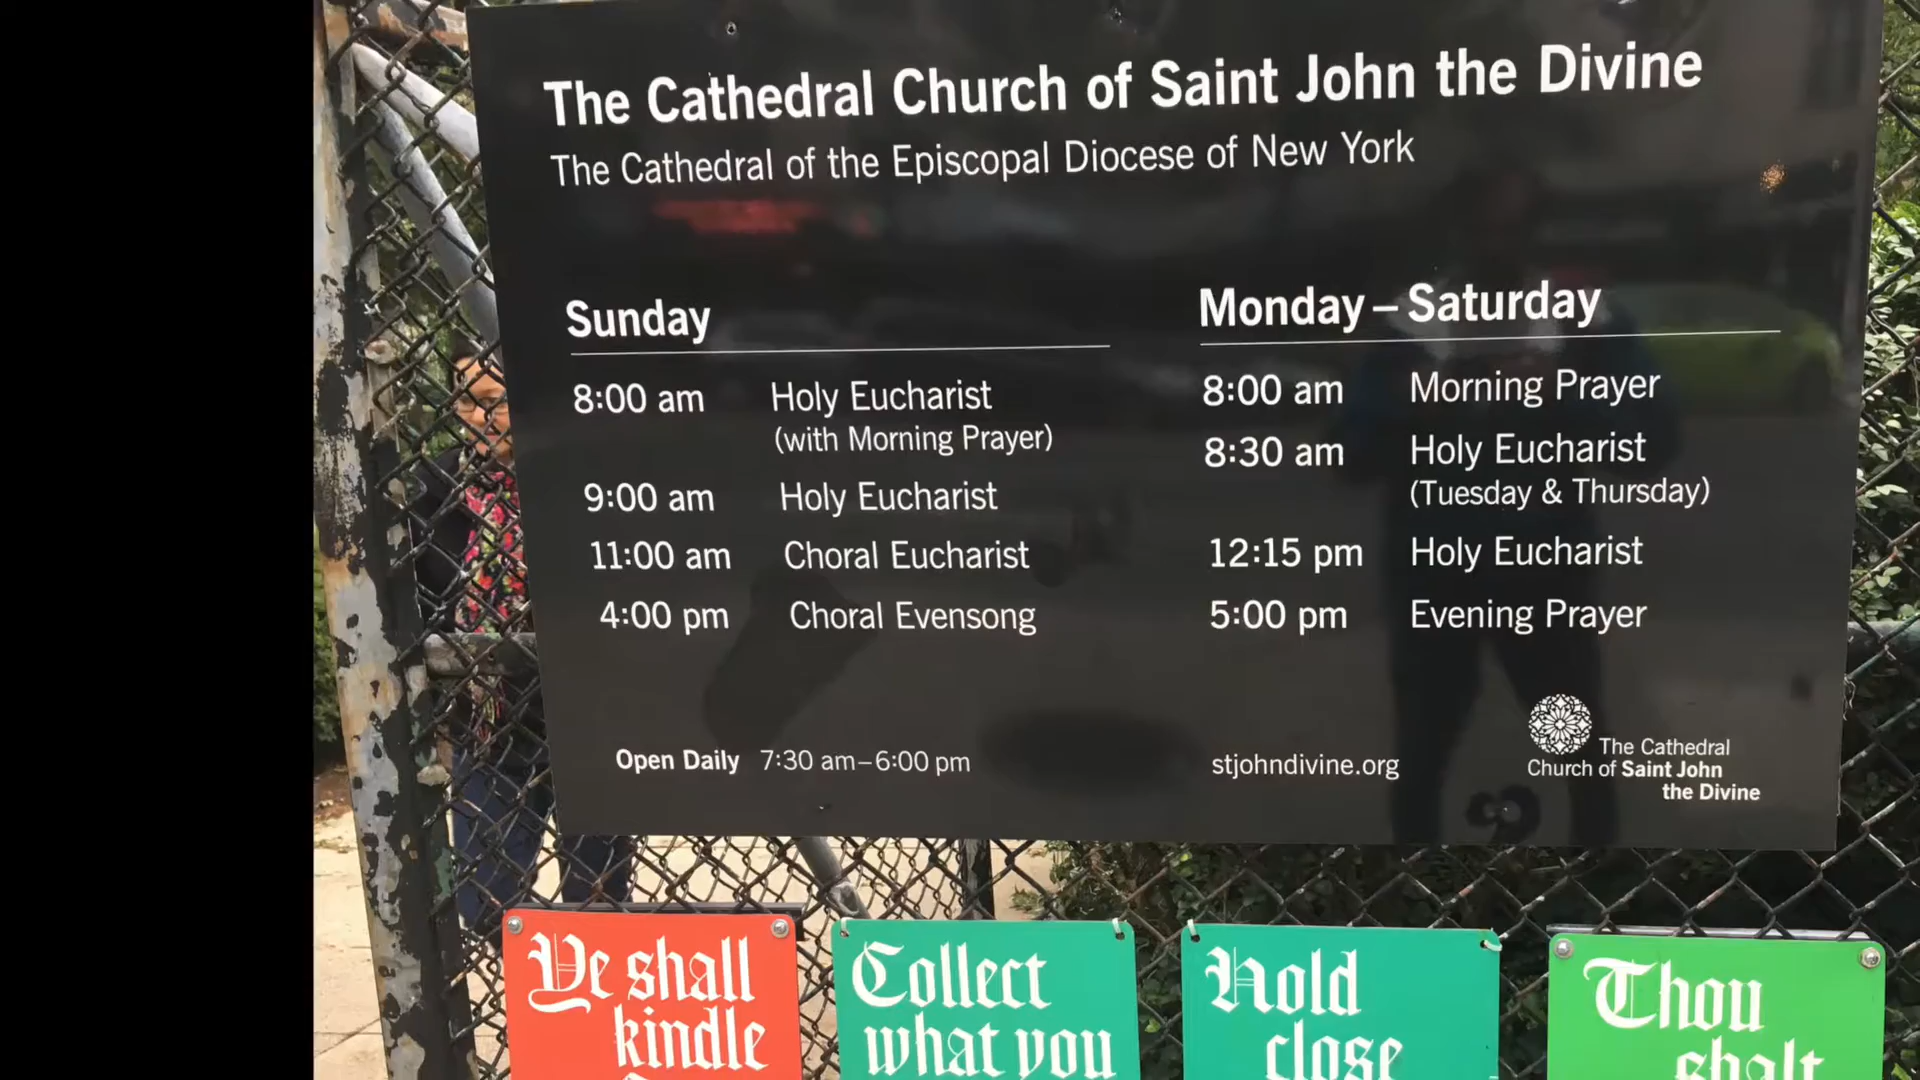 The Cathedral Church of Saint John the Divine
The Cathedral of the Episcopal Diocese of New York
Sunday
8:00 am Holy Eucharist
(with Morning Prayer)
9:00 am Holy Eucharist
11:00 am Choral Eucharist
4:00 pm Choral Evensong
Monday – Saturday
8:00 am Morning Prayer
8:30 am Holy Eucharist
(Tuesday & Thursday)
12:15 pm Holy Eucharist
5:00 pm Evening Prayer
Open Daily 7:30 am–6:00 pm
stjohndivine.org
The Cathedral
Church of Saint John
the Divine
Ye shall
kindle
Collect
what you
Hold
close
Thou
shalt